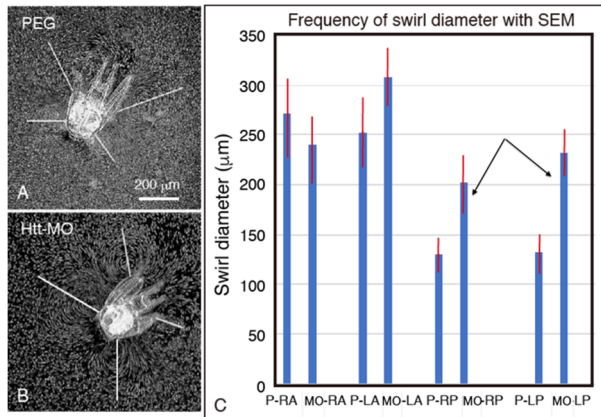 PEG
A
200 µm
Htt-MO
B
Frequency of swirl diameter with SEM
Swirl diameter (µm)
350
300
250
200
150
100
50
0
P-RA MO-RA P-LA MO-LA P-RP MO-RP P-LP MO LP
C